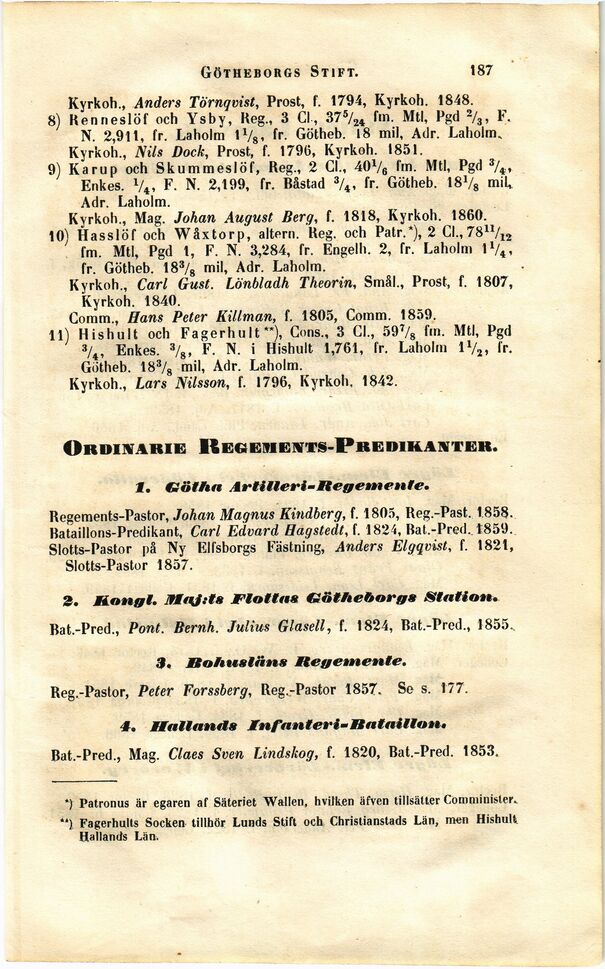 GÖTHEBORGS STIFT. 187
Kyrkoh., Anders Törnqvist, Prost, f. 1794, Kyrkoh. 1848.
8) Renneslöf och Ysby, Reg., 3 Cl., 37⁵/₂₄ fm. Mtl, Pgd ²/₃, F.
N. 2,911, fr. Laholm 1¹/₈, fr. Götheb. 18 mil, Adr. Laholm.
Kyrkoh., Nils Dock, Prost, f. 1796, Kyrkoh. 1851.
9) Karup och Skummeslöf, Reg., 2 Cl., 40¹/₆ fm. Mtl, Pgd ³/₄,
Enkes. ¹/₄, F. N. 2,199, fr. Båstad ³/₄, fr. Götheb. 18¹/₈ mil,
Adr. Laholm.
Kyrkoh., Mag. Johan August Berg, f. 1818, Kyrkoh. 1860.
10) Hasslöf och Wåxtorp, altern. Reg. och Patr.*), 2 Cl., 78¹¹/₁₂
fm. Mtl, Pgd 1, F. N. 3,284, fr. Engelh. 2, fr. Laholm 1¹/₄,
fr. Götheb. 18³/₈ mil, Adr. Laholm.
Kyrkoh., Carl Gust. Lönbladh Theorin, Smål., Prost, f. 1807,
Kyrkoh. 1840.
Comm., Hans Peter Killman, f. 1805, Comm. 1859.
11) Hishult och Fagerhult**), Cons., 3 Cl., 59⁷/₈ fm. Mtl, Pgd
³/₄, Enkes. ³/₈, F. N. i Hishult 1,761, fr. Laholm 1¹/₂, fr.
Götheb. 18³/₈ mil, Adr. Laholm.
Kyrkoh., Lars Nilsson, f. 1796, Kyrkoh. 1842.
ORDINARIE REGEMENTS-PREDIKANTER.
1. Götha Artilleri-Regemente.
Regements-Pastor, Johan Magnus Kindberg, f. 1805, Reg.-Past. 1858.
Bataillons-Predikant, Carl Edvard Hagstedt, f. 1824, Bat.-Pred. 1859.
Slotts-Pastor på Ny Elfsborgs Fästning, Anders Elgqvist, f. 1821,
Slotts-Pastor 1857.
2. Kongl. Maj:ts Flottas Götheborgs Station.
Bat.-Pred., Pont. Bernh. Julius Glasell, f. 1824, Bat.-Pred., 1855.
3. Bohusläns Regemente.
Reg.-Pastor, Peter Forssberg, Reg.-Pastor 1857. Se s. 177.
4. Hallands Infanteri-Bataillon.
Bat.-Pred., Mag. Claes Sven Lindskog, f. 1820, Bat.-Pred. 1853.
*) Patronus är egaren af Säteriet Wallen, hvilken äfven tillsätter Comminister.
**) Fagerhults Socken tillhör Lunds Stift och Christianstads Län, men Hishult
Hallands Län.